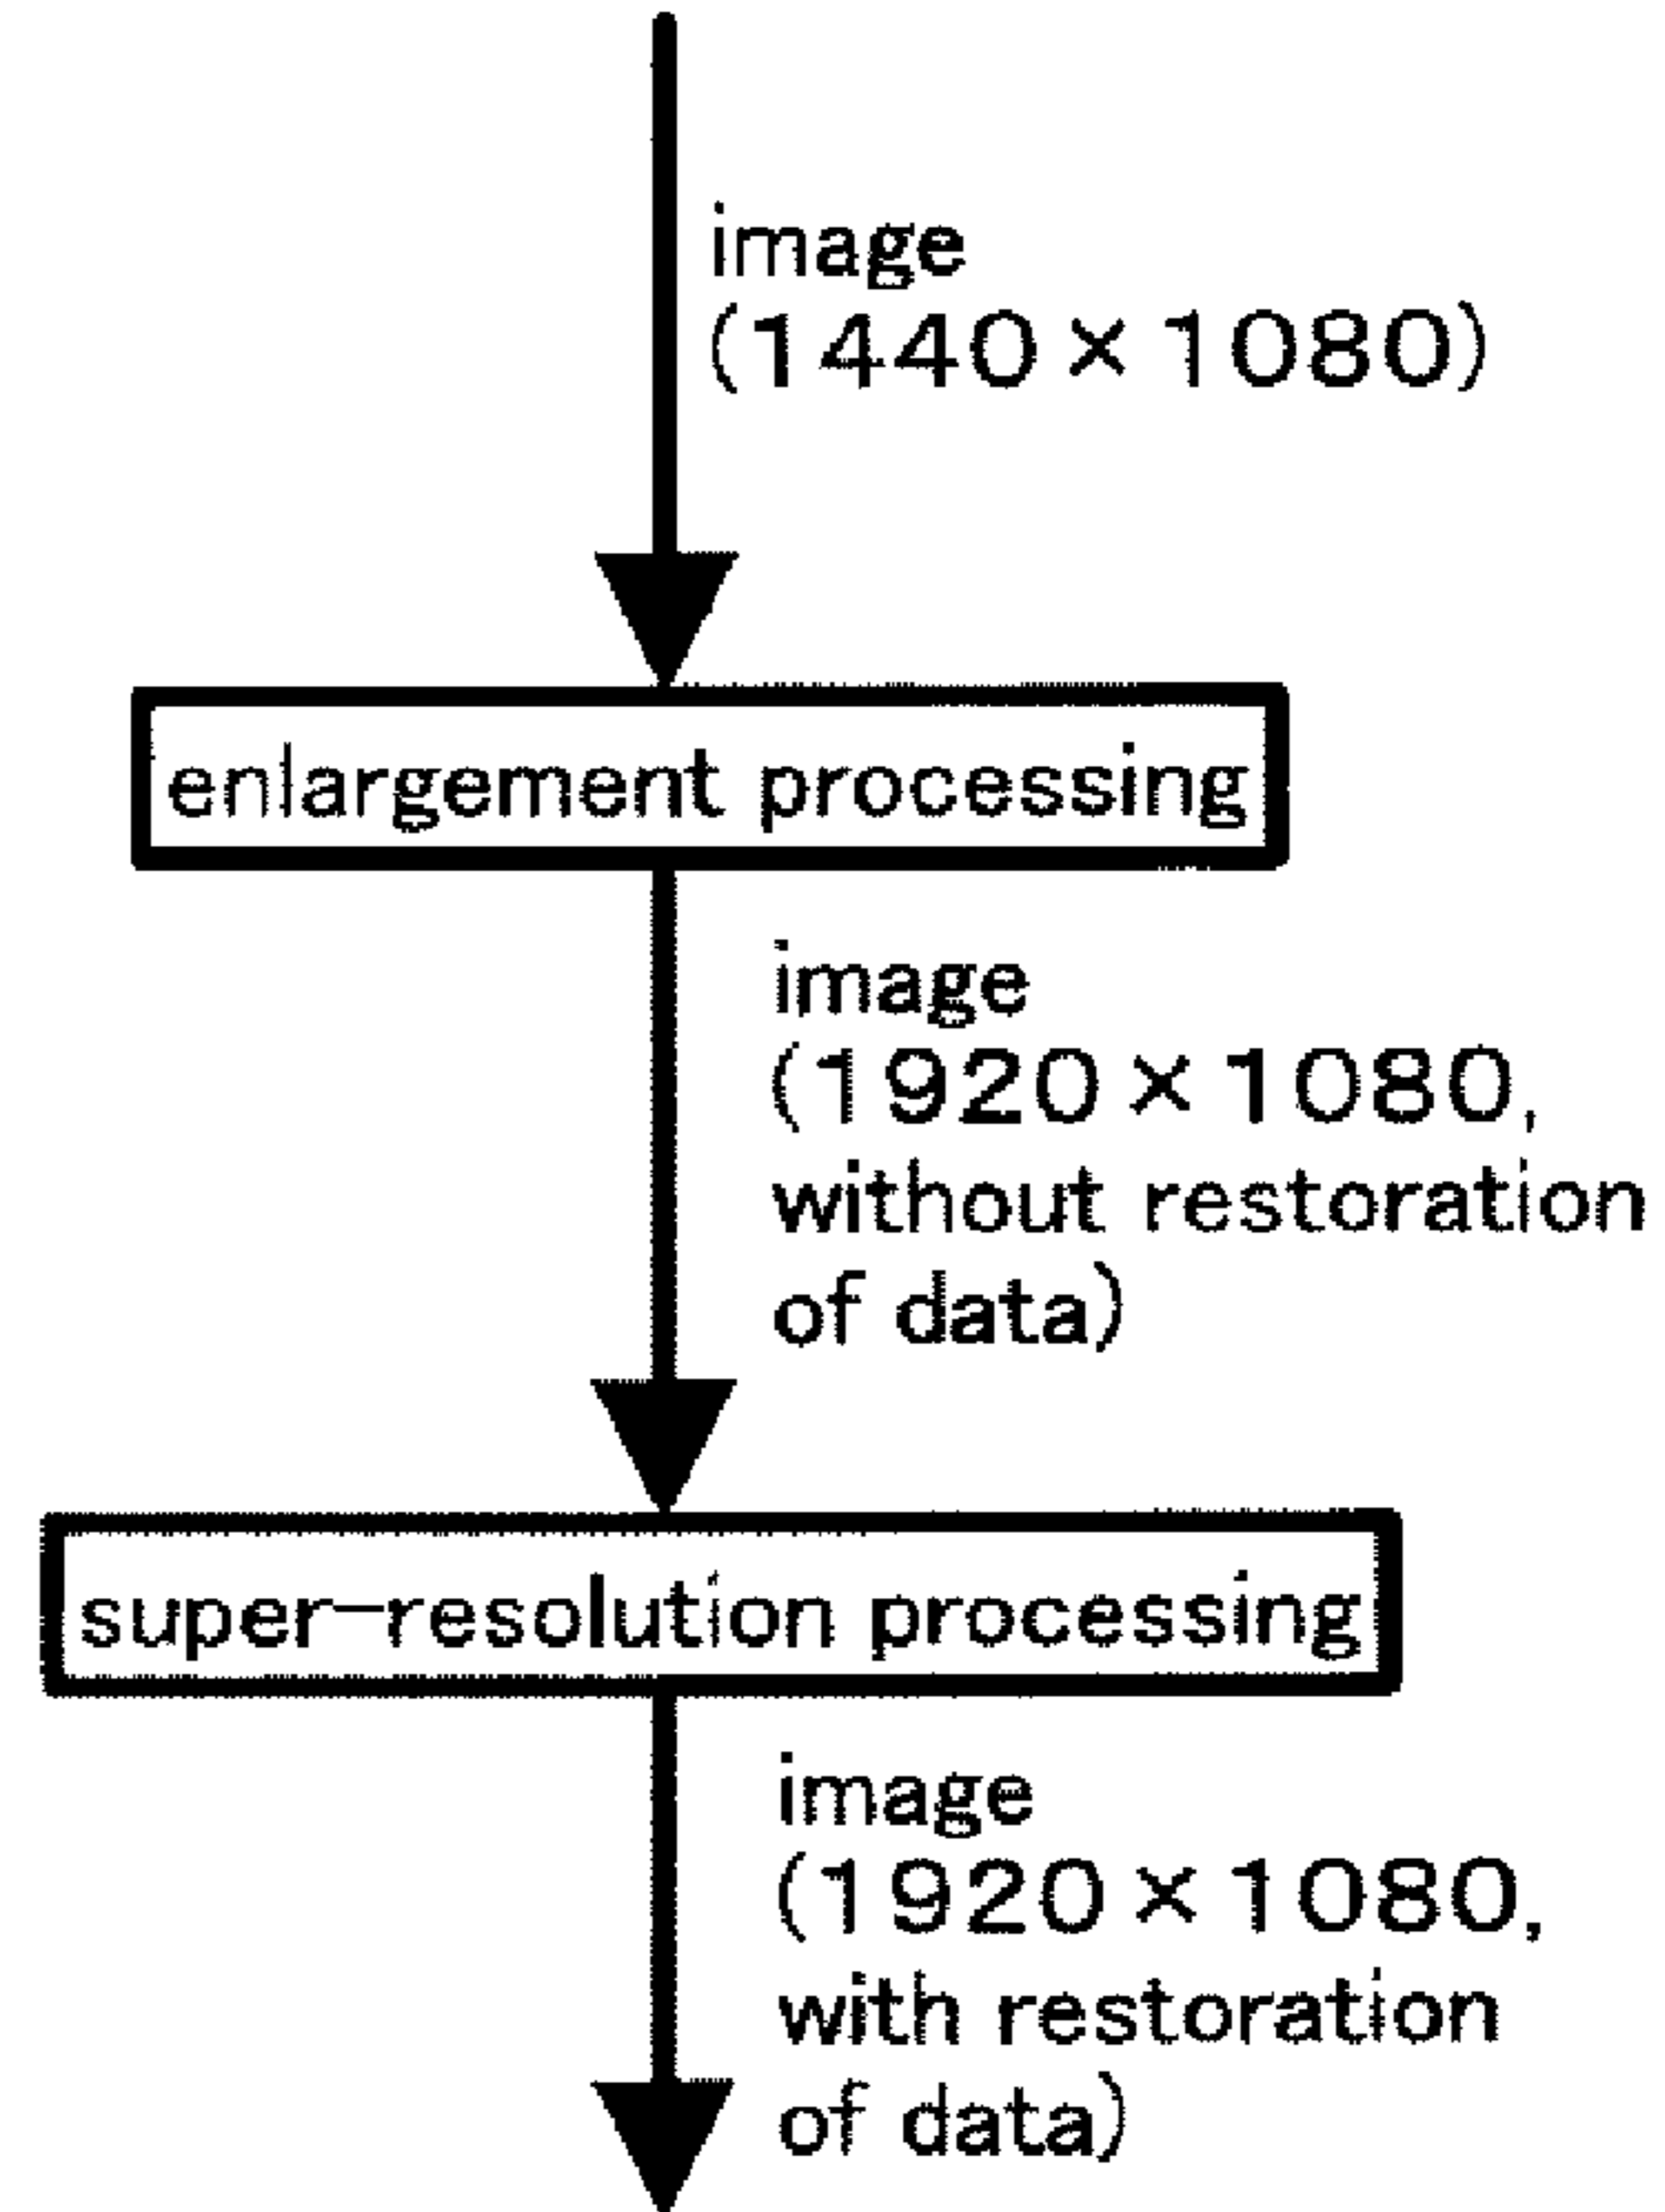 image
(1440×1080)
enlargement processing
image
(1920×1080,
without restoration
of data)
super-resolution processing
image
(1920×1080,
with restoration
of data)